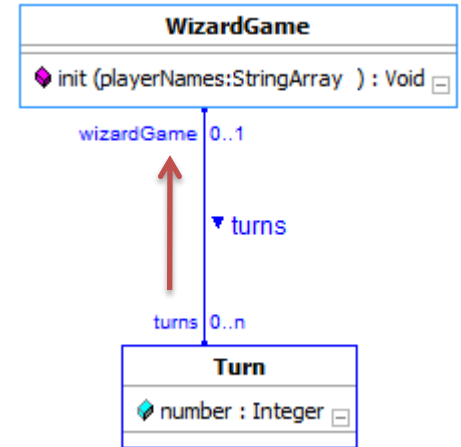 WizardGame
init (playerNames:StringArray ) : Void
wizardGame 0..1
turns
turns 0..n
Turn
number : Integer